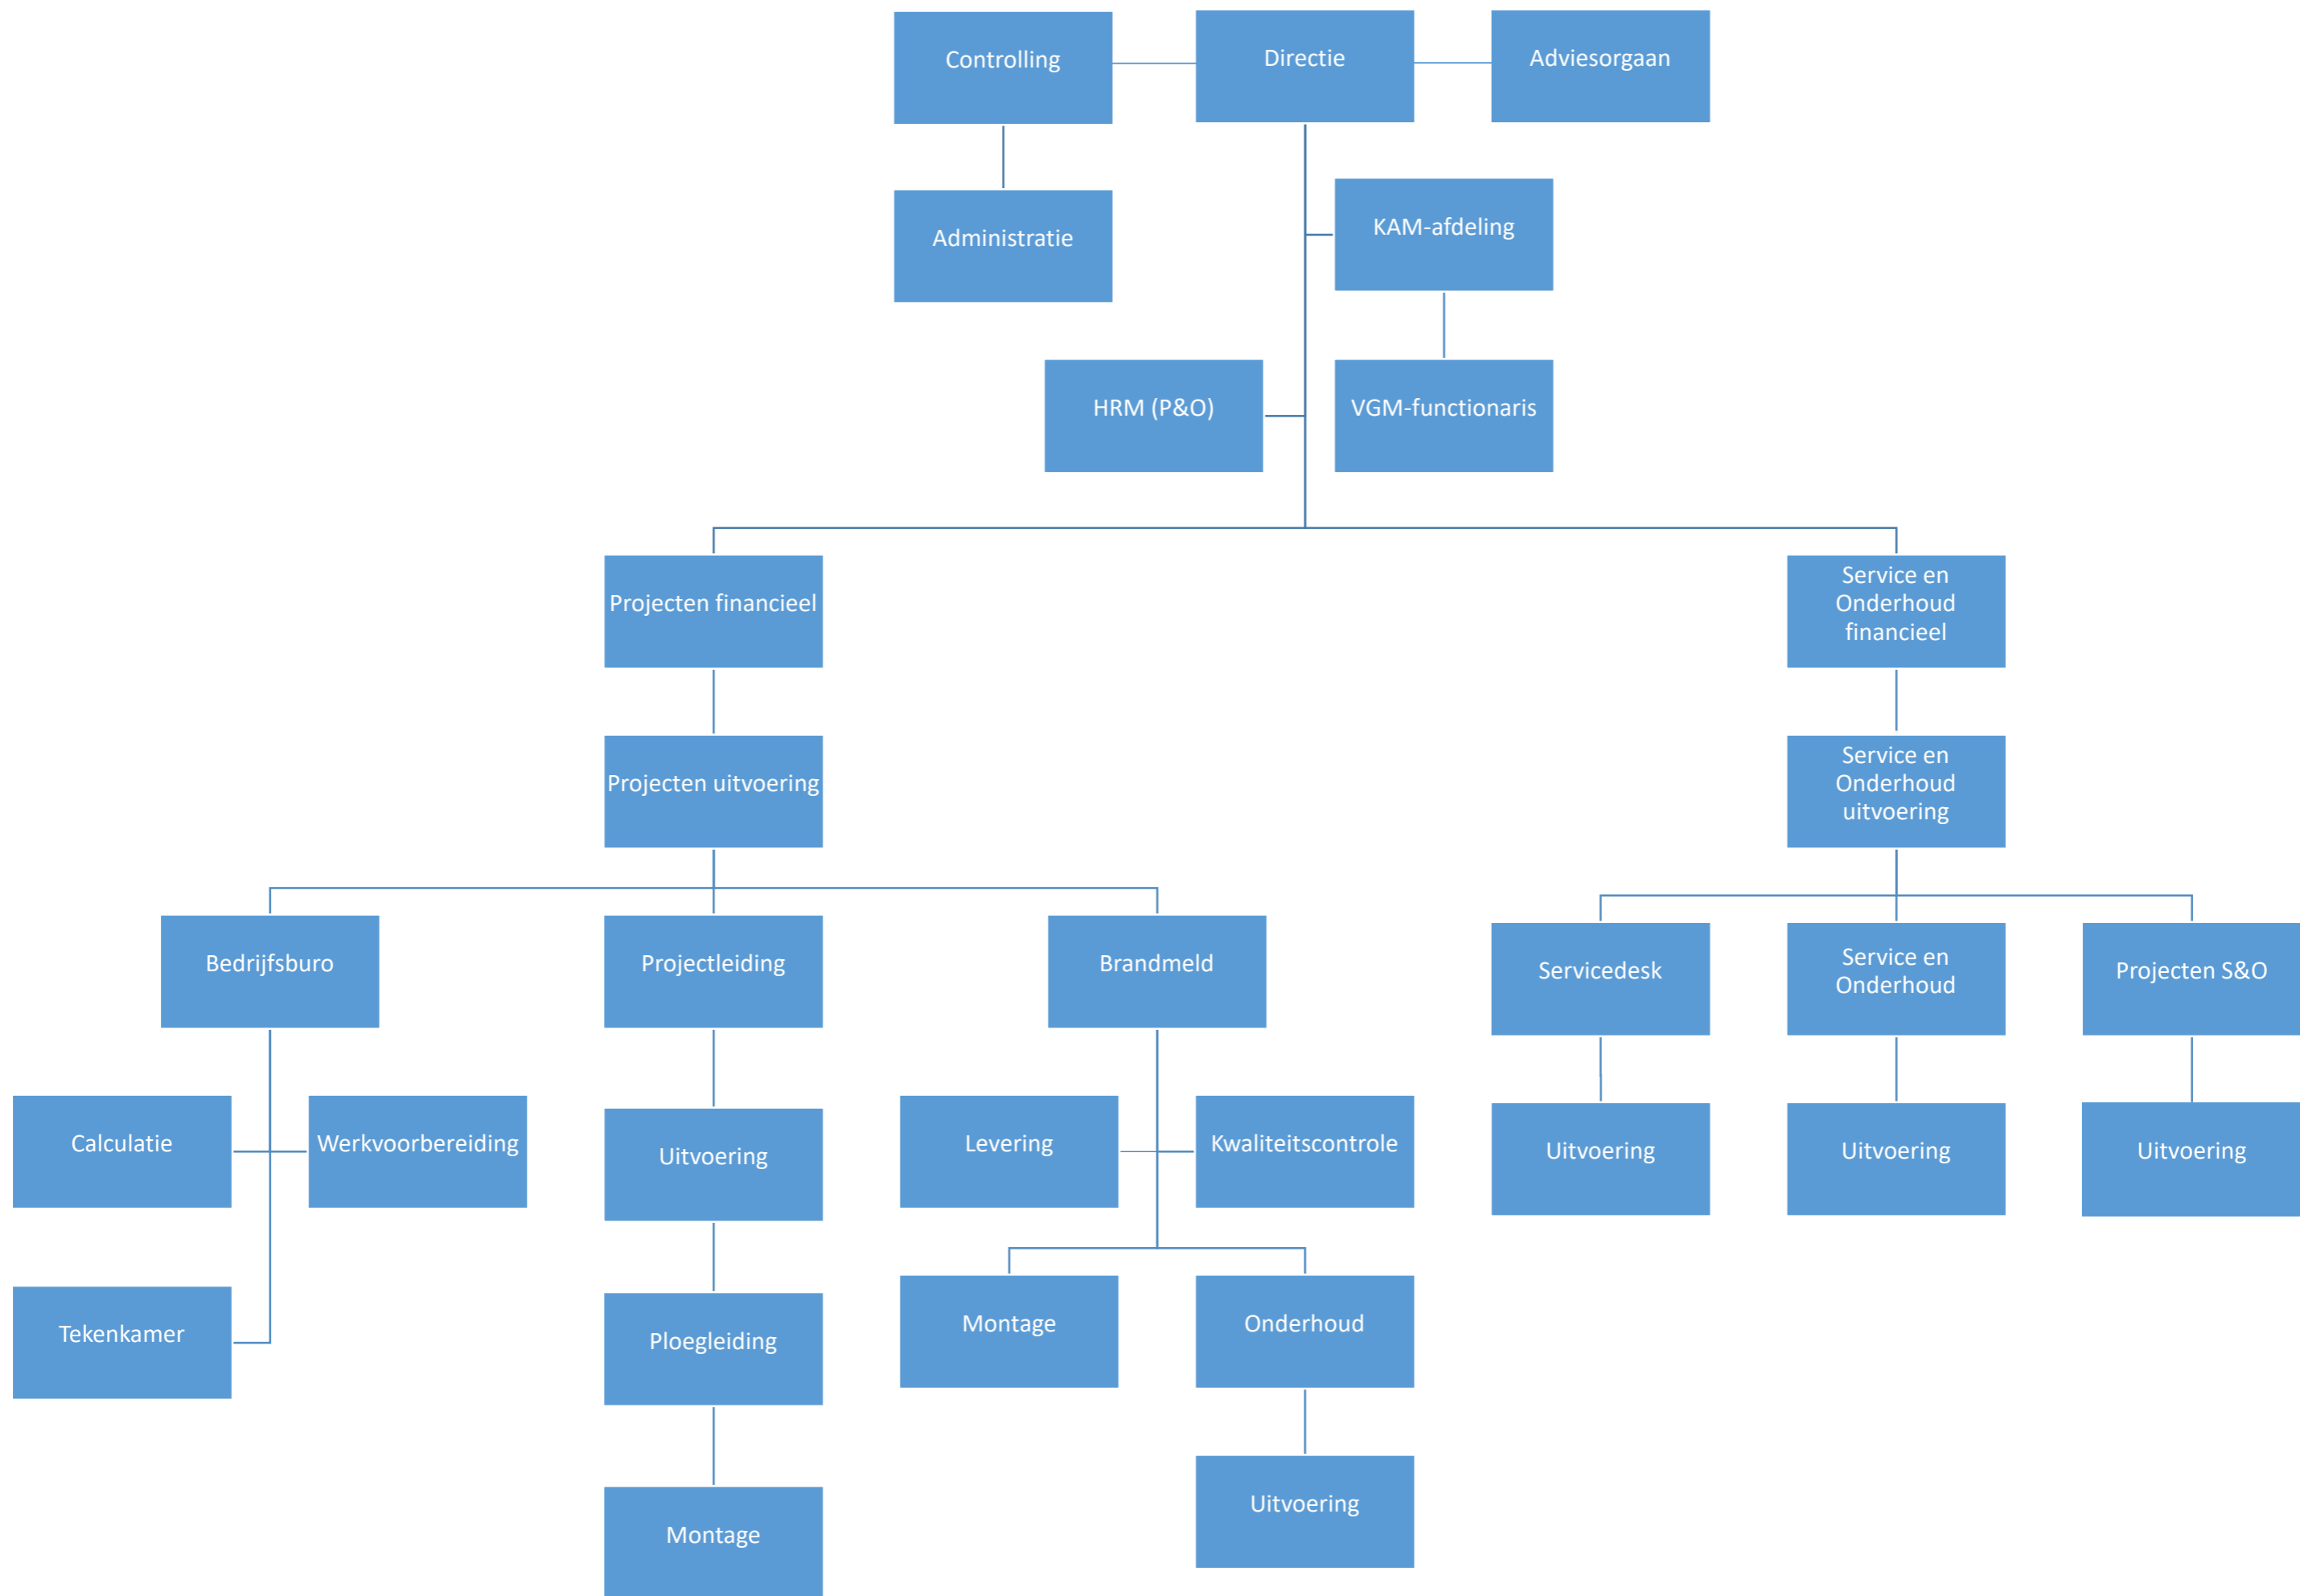 Controlling
Directie
Adviesorgaan
Administratie
KAM-afdeling
HRM (P&O)
VGM-functionaris
Projecten financieel
Service en
Onderhoud
financieel
Projecten uitvoering
Service en
Onderhoud
uitvoering
Bedrijfsburo
Projectleiding
Brandmeld
Servicedesk
Service en
Onderhoud
Projecten S&O
Calculatie
Werkvoorbereiding
Uitvoering
Levering
Kwaliteitscontrole
Uitvoering
Uitvoering
Uitvoering
Tekenkamer
Ploegleiding
Montage
Onderhoud
Montage
Uitvoering